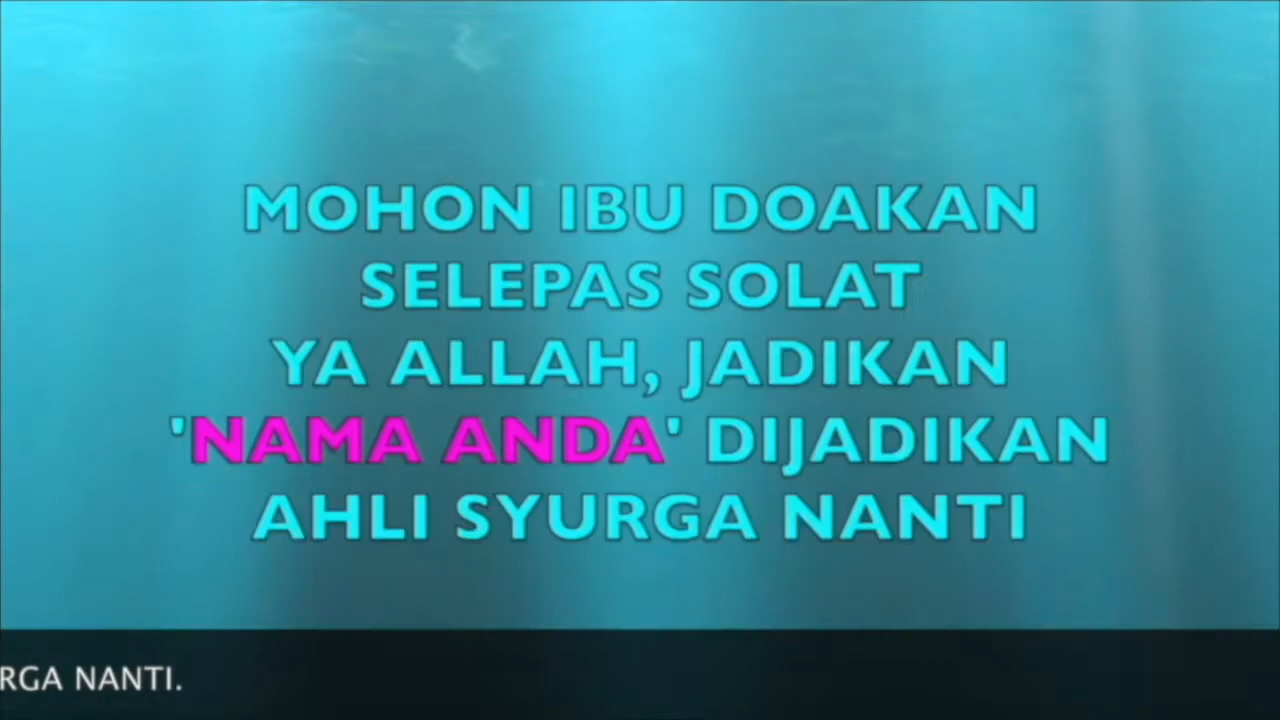 MOHON IBU DOAKAN
SELEPAS SOLAT
YA ALLAH, JADIKAN
'NAMA ANDA' DIJADIKAN
AHLI SYURGA NANTI
RGA NANTI.